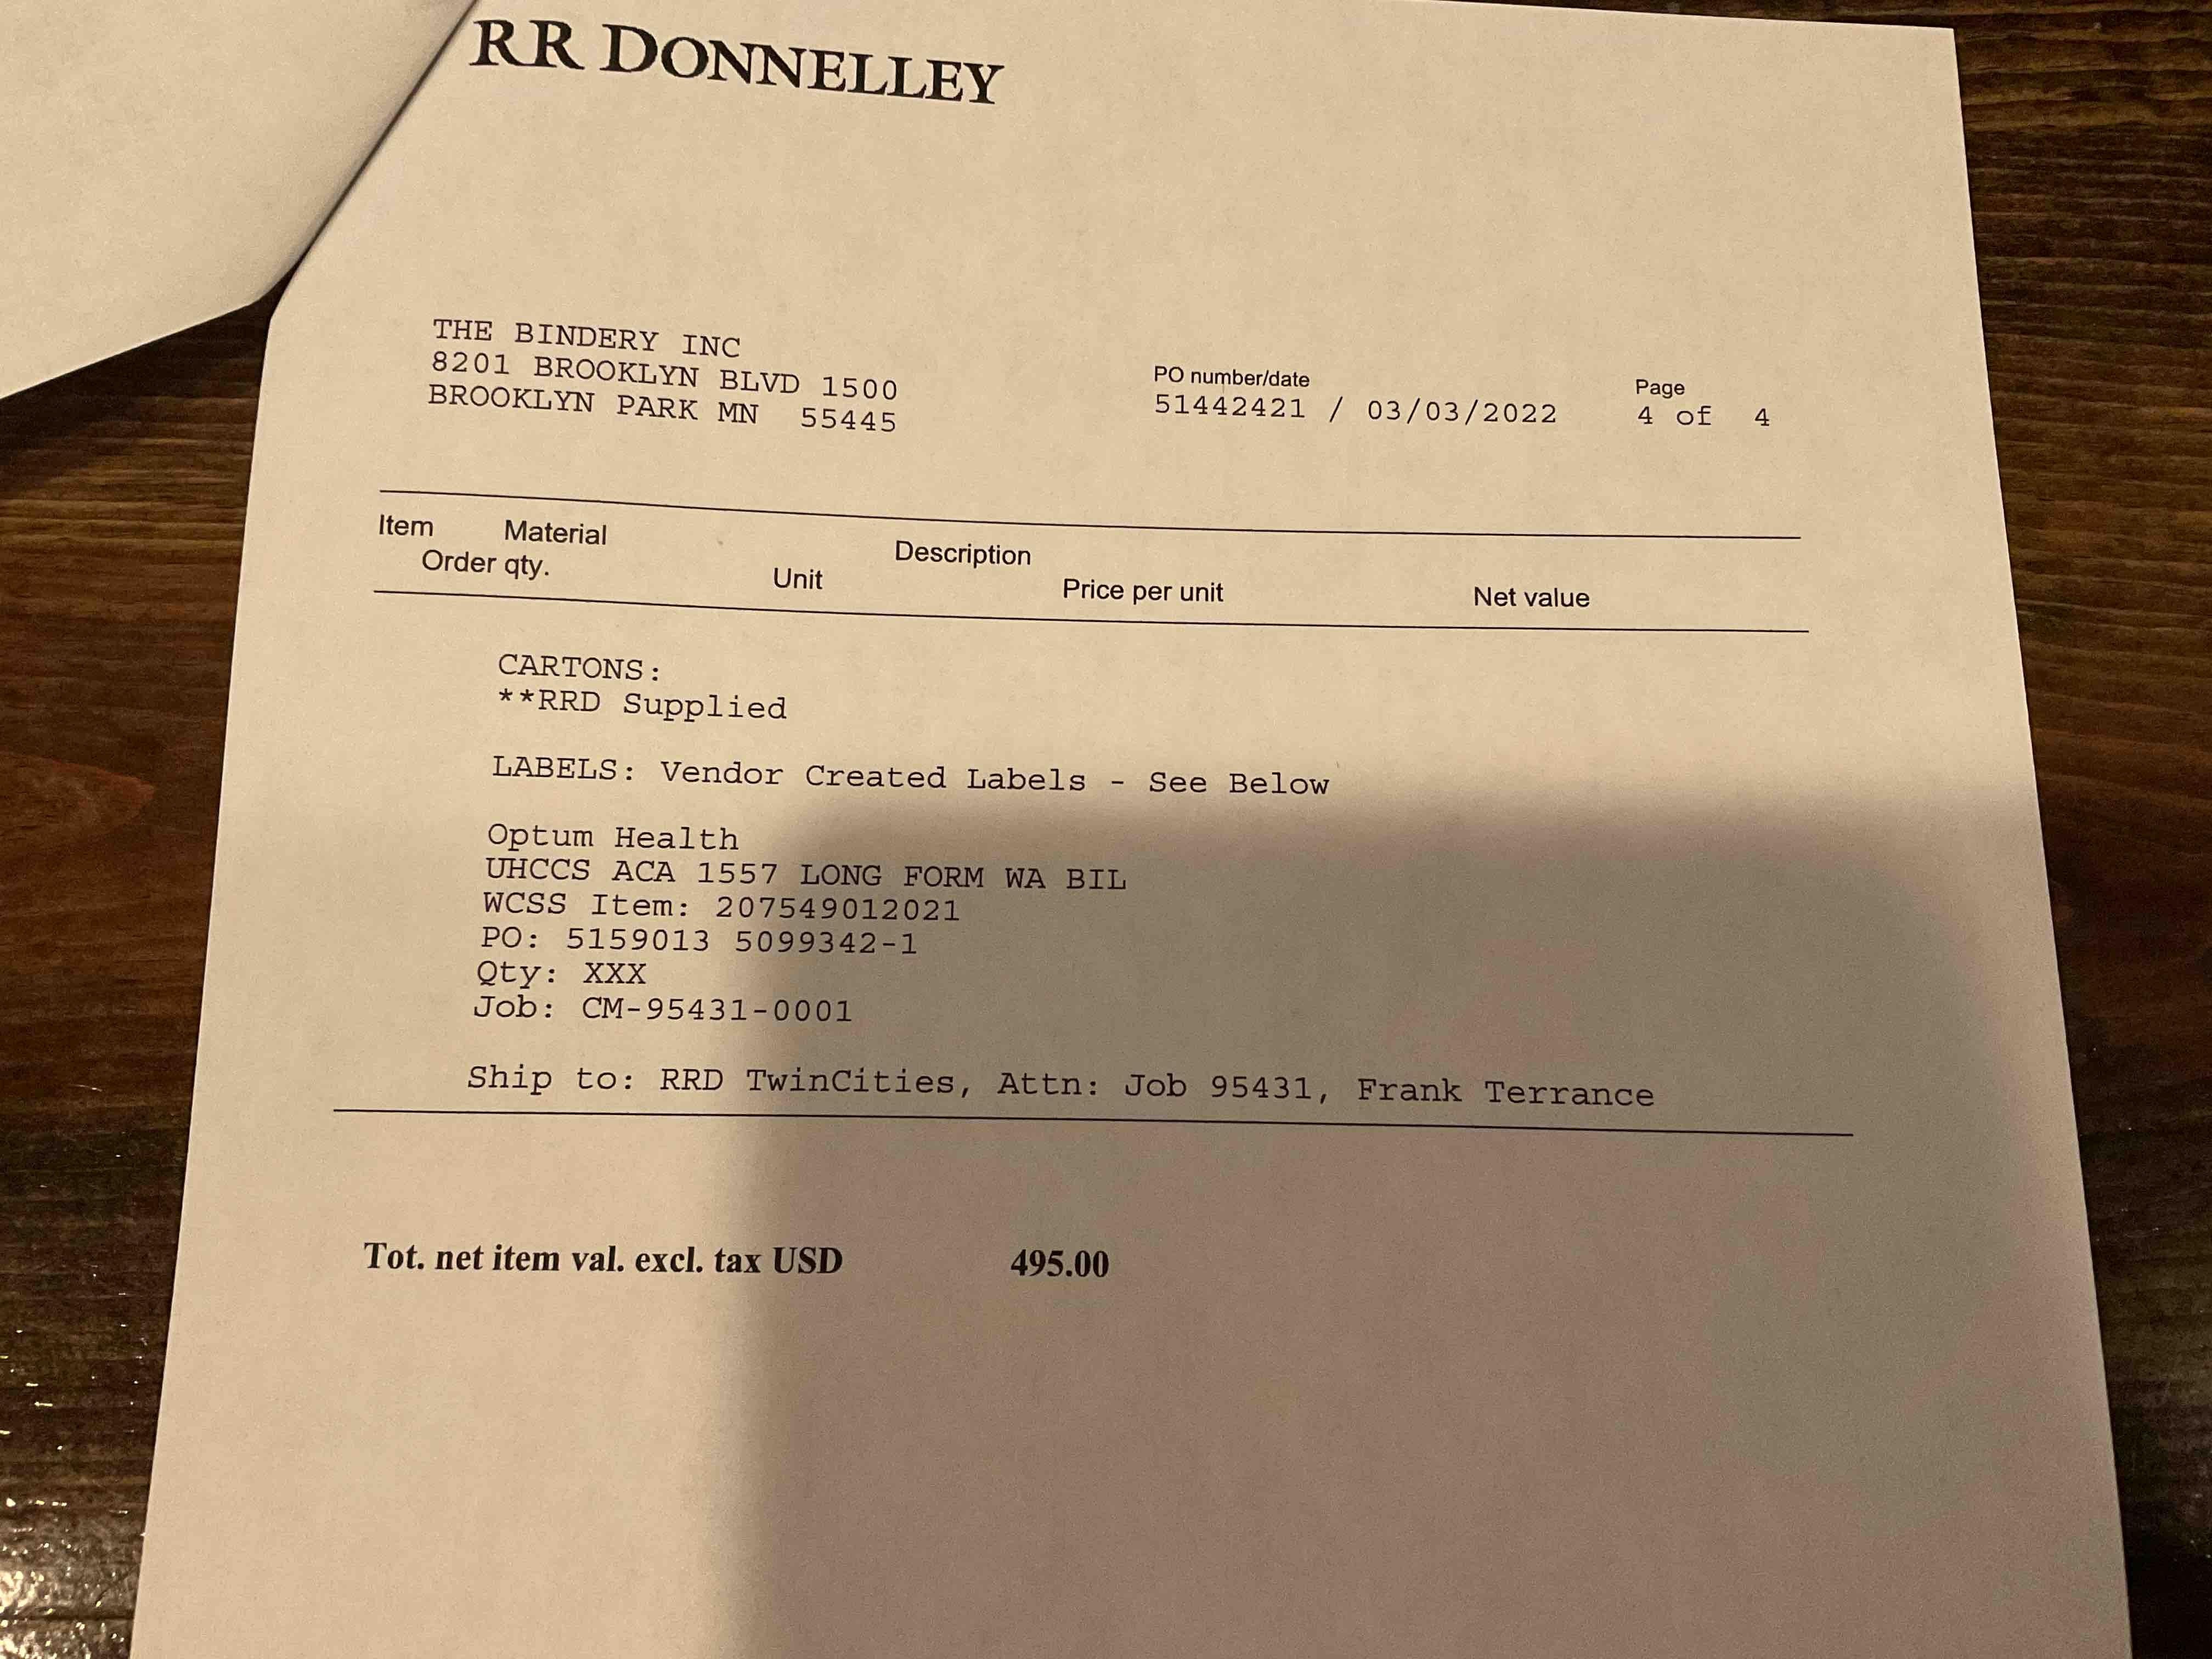 RR DONNELLEY
THE BINDERY INC
8201 BROOKLYN BLVD 1500
BROOKLYN PARK MN 55445
PO number/date
51442421 / 03/03/2022
Page
4 of 4
Item Material Description
Order qty. Unit Price per unit Net value
CARTONS:
**RRD Supplied
LABELS: Vendor Created Labels - See Below
Optum Health
UHCCS ACA 1557 LONG FORM WA BIL
WCSS Item: 207549012021
PO: 5159013 5099342-1
Qty: XXX
Job: CM-95431-0001
Ship to: RRD TwinCities, Attn: Job 95431, Frank Terrance
Tot. net item val. excl. tax USD 495.00